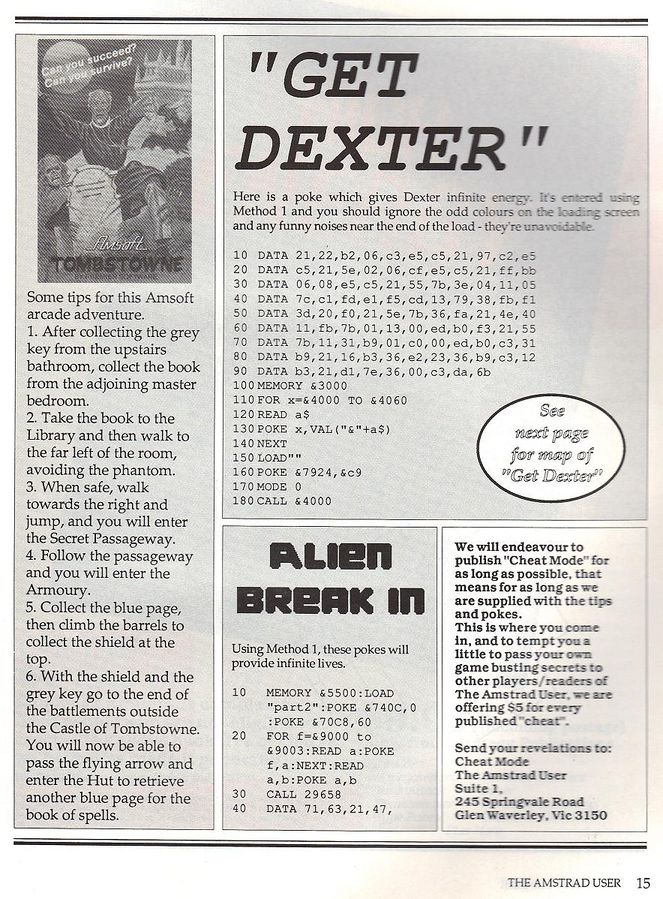 Can you succeed?
Can you survive?
Amsoft
TOMBSTOWNE
Some tips for this Amsoft
arcade adventure.
1. After collecting the grey
key from the upstairs
bathroom, collect the book
from the adjoining master
bedroom.
2. Take the book to the
Library and then walk to
the far left of the room,
avoiding the phantom.
3. When safe, walk
towards the right and
jump, and you will enter
the Secret Passageway.
4. Follow the passageway
and you will enter the
Armoury.
5. Collect the blue page,
then climb the barrels to
collect the shield at the
top.
6. With the shield and the
grey key go to the end of
the battlements outside
the Castle of Tombstowne.
You will now be able to
pass the flying arrow and
enter the Hut to retrieve
another blue page for the
book of spells.
"GET
DEXTER"
Here is a poke which gives Dexter infinite energy. It's entered using
Method 1 and you should ignore the odd colours on the loading screen
and any funny noises near the end of the load - they're unavoidable.
10 DATA 21,22,b2,06,c3,e5,c5,21,97,c2,e5
20 DATA c5,21,5e,02,06,cf,e5,c5,21,ff,bb
30 DATA 06,08,e5,c5,21,55,7b,3e,04,11,05
40 DATA 7c,c1,fd,e1,f5,cd,13,79,38,fb,f1
50 DATA 3d,20,f0,21,5e,7b,36,fa,21,4e,40
60 DATA 11,fb,7b,01,13,00,ed,b0,f3,21,55
70 DATA 7b,11,31,b9,01,c0,00,ed,b0,c3,31
80 DATA b9,21,16,b3,36,e2,23,36,b9,c3,12
90 DATA b3,21,d1,7e,36,00,c3,da,6b
100 MEMORY &3000
110 FOR x=&4000 TO &4060
120 READ a$
130 POKE x,VAL("&"+a$)
140 NEXT
150 LOAD""
160 POKE &7924,&c9
170 MODE 0
180 CALL &4000
See
next page
for map of
"Get Dexter"
ALIEN
BREAK IN
Using Method 1, these pokes will
provide infinite lives.
10 MEMORY &5500:LOAD
"part2":POKE &740C,0
:POKE &70C8,60
20 FOR f=&9000 to
&9003:READ a:POKE
f,a:NEXT:READ
a,b:POKE a,b
30 CALL 29658
40 DATA 71,63,21,47,
We will endeavour to
publish "Cheat Mode" for
as long as possible, that
means for as long as we
are supplied with the tips
and pokes.
This is where you come
in, and to tempt you a
little to pass your own
game busting secrets to
other players/readers of
The Amstrad User, we are
offering $5 for every
published "cheat".
Send your revelations to:
Cheat Mode
The Amstrad User
Suite 1,
245 Springvale Road
Glen Waverley, Vic 3150
THE AMSTRAD USER 15